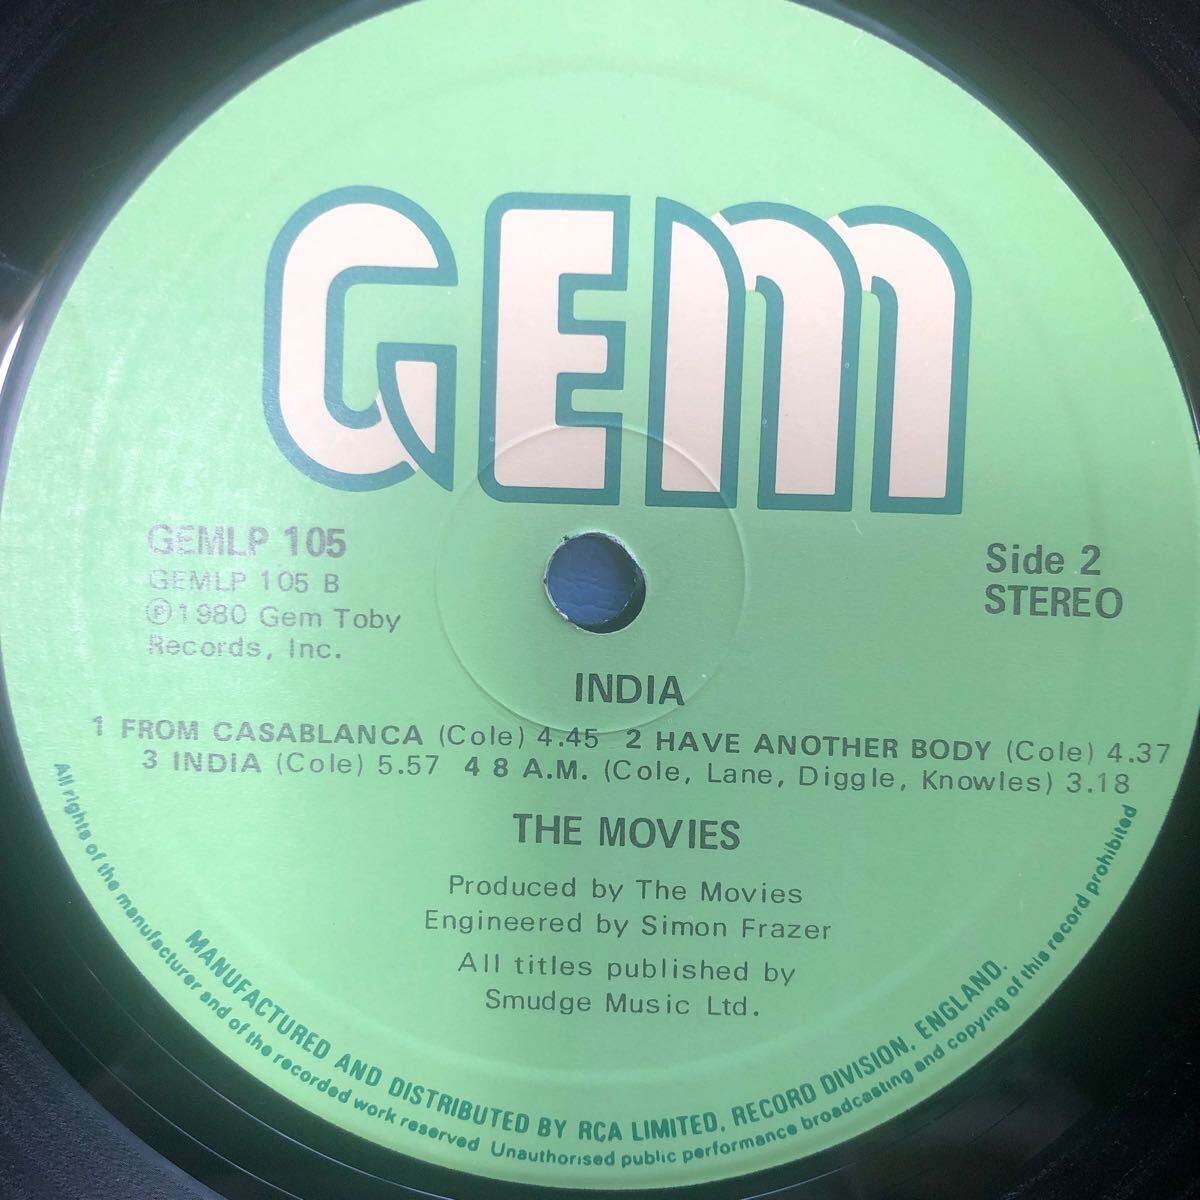 GEM
GEMLP 105
GEMLP 105 B
℗1980 Gem Toby
Records, Inc.
Side 2
STEREO
INDIA
1 FROM CASABLANCA (Cole) 4.45 2 HAVE ANOTHER BODY (Cole) 4.37
3 INDIA (Cole) 5.57 4 8 A.M. (Cole, Lane, Diggle, Knowles) 3.18
THE MOVIES
Produced by The Movies
Engineered by Simon Frazer
All titles published by
Smudge Music Ltd.
MANUFACTURED AND DISTRIBUTED BY RCA LIMITED, RECORD DIVISION, ENGLAND.
All rights of the manufacturer and of the recorded work reserved Unauthorised public performance broadcasting and copying of this record prohibited